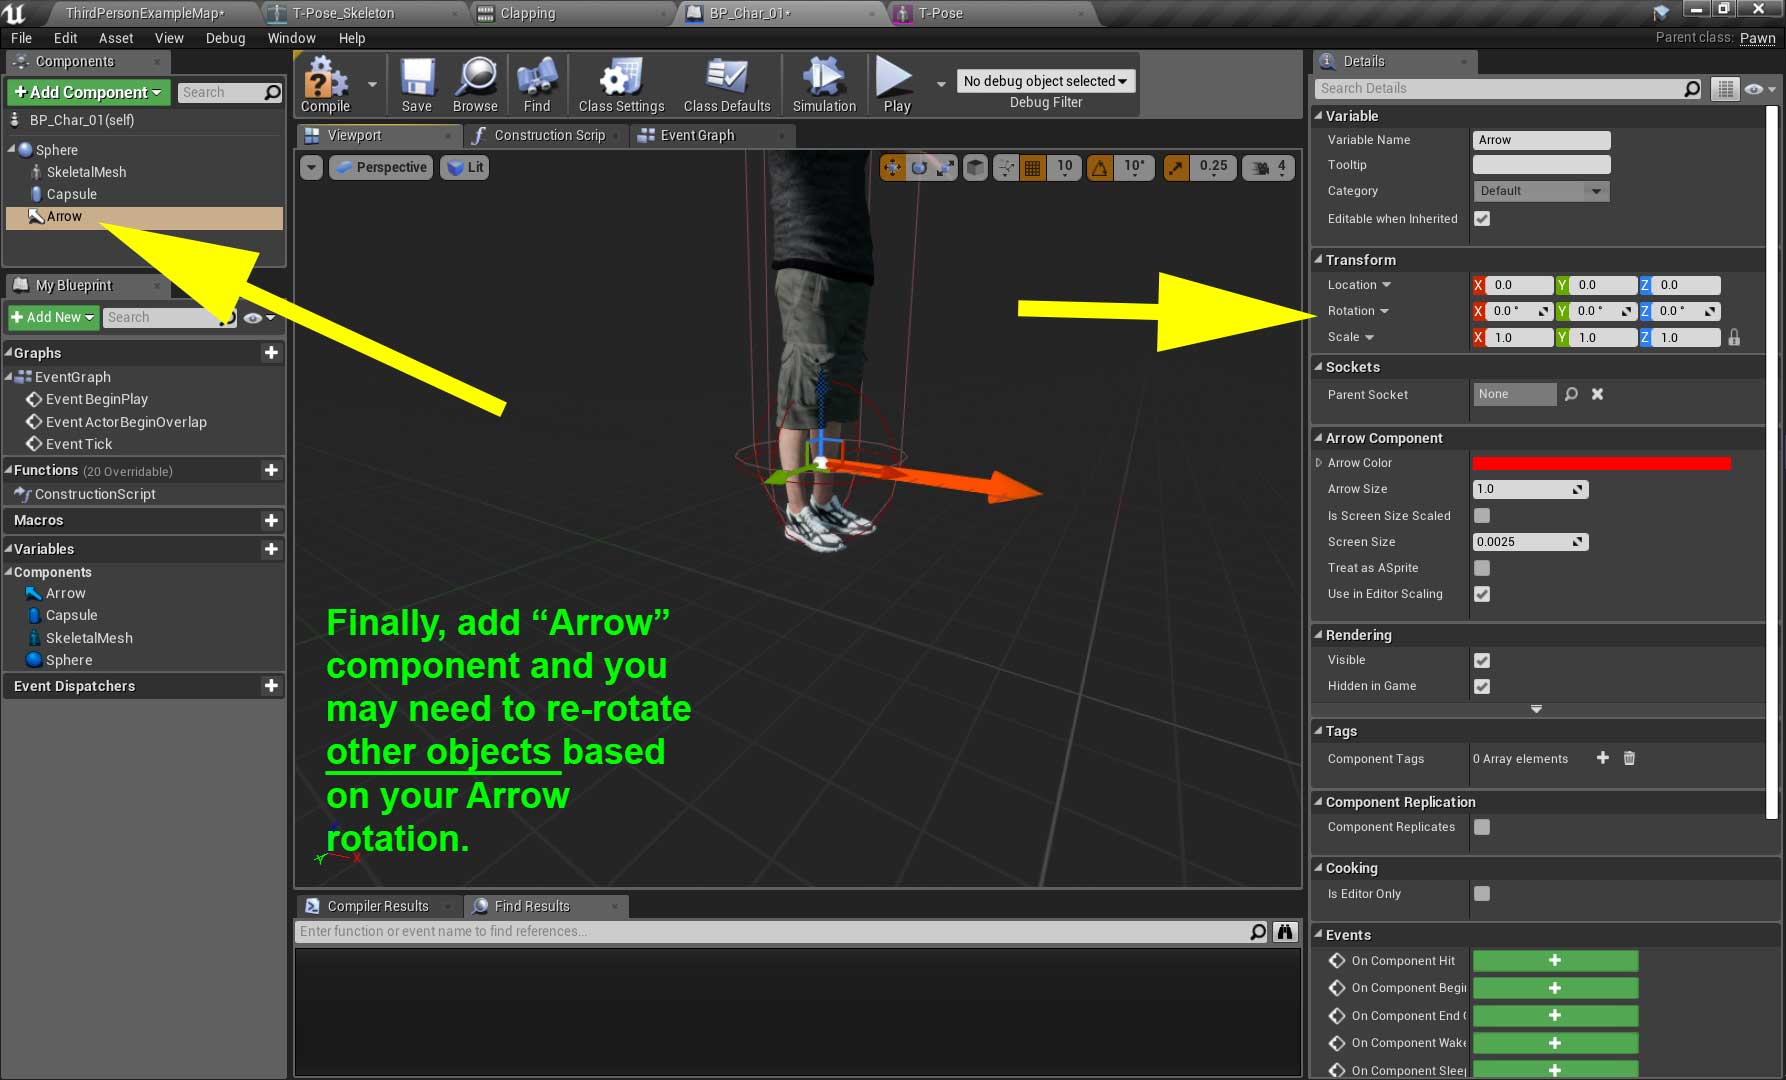 ThirdPersonExampleMap*
T-Pose_Skeleton
Clapping
BP_Char_01*
T-Pose
File Edit Asset View Debug Window Help
Parent class: Pawn
Components
+ Add Component
Search
BP_Char_01(self)
Sphere
SkeletalMesh
Capsule
Arrow
My Blueprint
+ Add New
Search
Graphs
EventGraph
Event BeginPlay
Event ActorBeginOverlap
Event Tick
Functions (20 Overridable)
ConstructionScript
Macros
Variables
Components
Arrow
Capsule
SkeletalMesh
Sphere
Event Dispatchers
Compile
Save
Browse
Find
Class Settings
Class Defaults
Simulation
Play
No debug object selected
Debug Filter
Viewport
Construction Scrip
Event Graph
Perspective
Lit
10
10°
0.25
4
Finally, add “Arrow”
component and you
may need to re-rotate
other objects based
on your Arrow
rotation.
X
Y
Compiler Results
Find Results
Enter function or event name to find references...
Details
Search Details
Variable
Variable Name Arrow
Tooltip
Category Default
Editable when Inherited
Transform
Location X 0.0 Y 0.0 Z 0.0
Rotation X 0.0 ° Y 0.0 ° Z 0.0 °
Scale X 1.0 Y 1.0 Z 1.0
Sockets
Parent Socket None
Arrow Component
Arrow Color
Arrow Size 1.0
Is Screen Size Scaled
Screen Size 0.0025
Treat as ASprite
Use in Editor Scaling
Rendering
Visible
Hidden in Game
Tags
Component Tags 0 Array elements
Component Replication
Component Replicates
Cooking
Is Editor Only
Events
On Component Hit
On Component Begi
On Component End
On Component Wake
On Component Slee